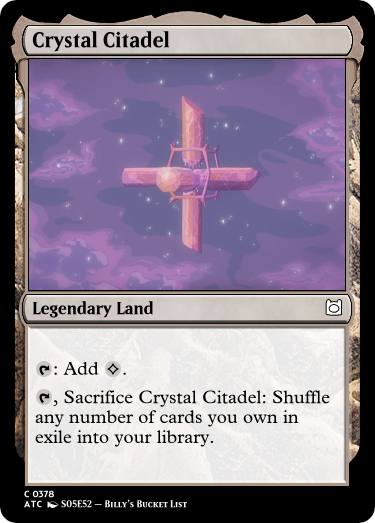 Crystal Citadel
Legendary Land
: Add .
, Sacrifice Crystal Citadel: Shuffle
any number of cards you own in
exile into your library.
C 0378
ATC S05E52 – Billy's Bucket List